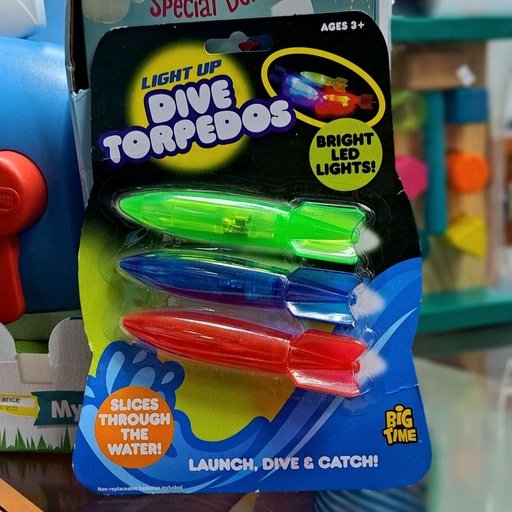 Special
AGES 3+
LIGHT UP
DIVE
TORPEDOS
BRIGHT
LED
LIGHTS!
SLICES
THROUGH
THE
WATER!
BIG
TIME
LAUNCH, DIVE & CATCH!
Non-replaceable batteries included
My